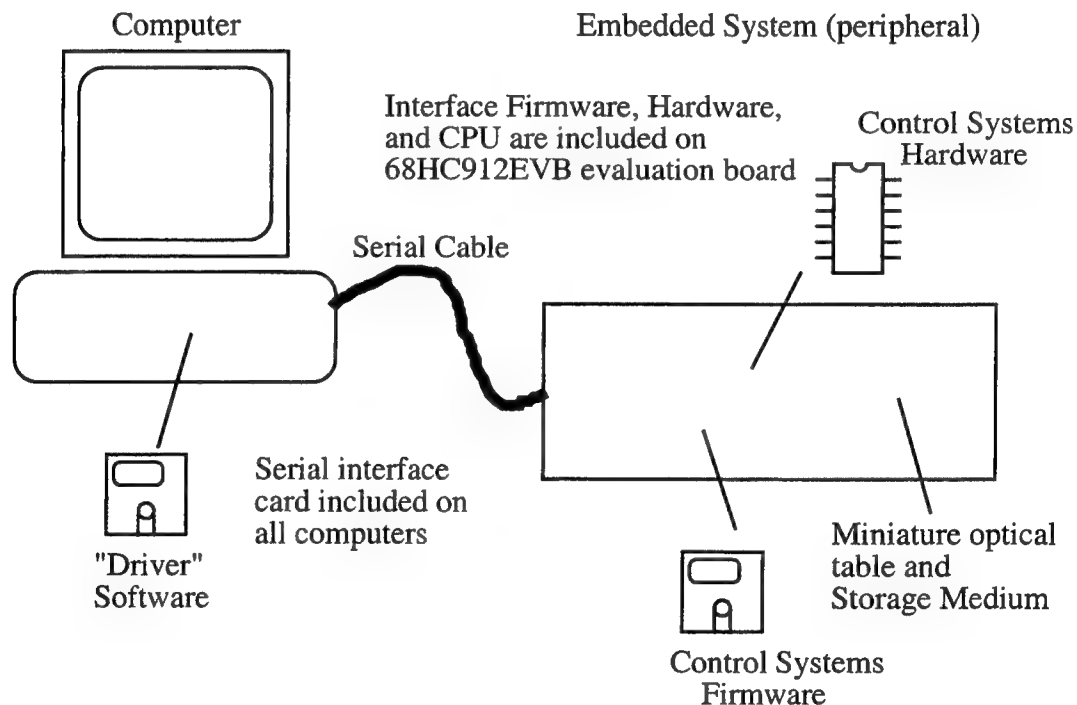 Computer
Embedded System (peripheral)
Interface Firmware, Hardware,
and CPU are included on
68HC912EVB evaluation board
Control Systems
Hardware
Serial Cable
Serial interface
card included on
all computers
"Driver"
Software
Miniature optical
table and
Storage Medium
Control Systems
Firmware